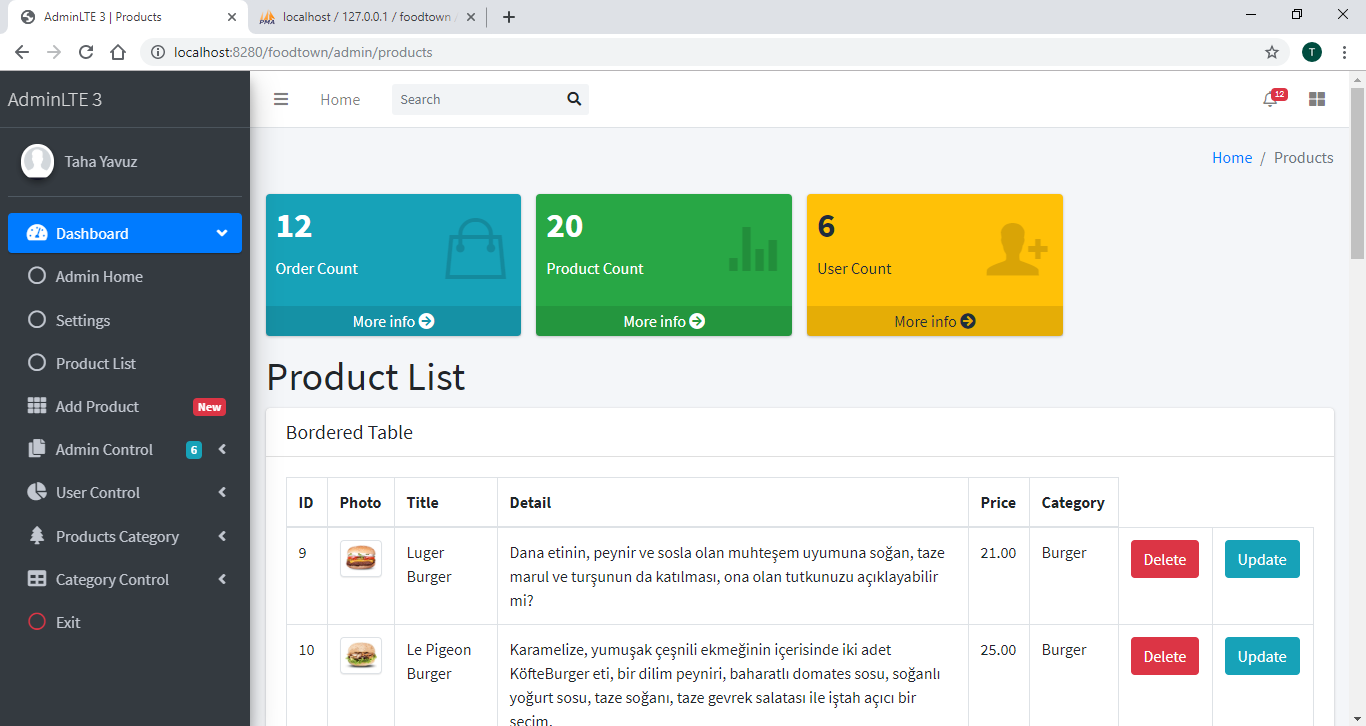 AdminLTE 3 | Products
PMA
localhost / 127.0.0.1 / foodtown
localhost:8280/foodtown/admin/products
T
AdminLTE 3
Home
Search
12
Taha Yavuz
Home / Products
Dashboard
Admin Home
Settings
Product List
Add Product New
Admin Control 6
User Control
Products Category
Category Control
Exit
12
Order Count
More info
20
Product Count
More info
6
User Count
More info
Product List
Bordered Table
ID Photo Title Detail Price Category
9
Luger
Burger
Dana etinin, peynir ve sosla olan muhteşem uyumuna soğan, taze
marul ve turşunun da katılması, ona olan tutkunuzu açıklayabilir
mi?
21.00
Burger
Delete
Update
10
Le Pigeon
Burger
Karamelize, yumuşak çeşnili ekmeğinin içerisinde iki adet
KöfteBurger eti, bir dilim peyniri, baharatlı domates sosu, soğanlı
yoğurt sosu, taze soğanı, taze gevrek salatası ile iştah açıcı bir
seçim.
25.00
Burger
Delete
Update